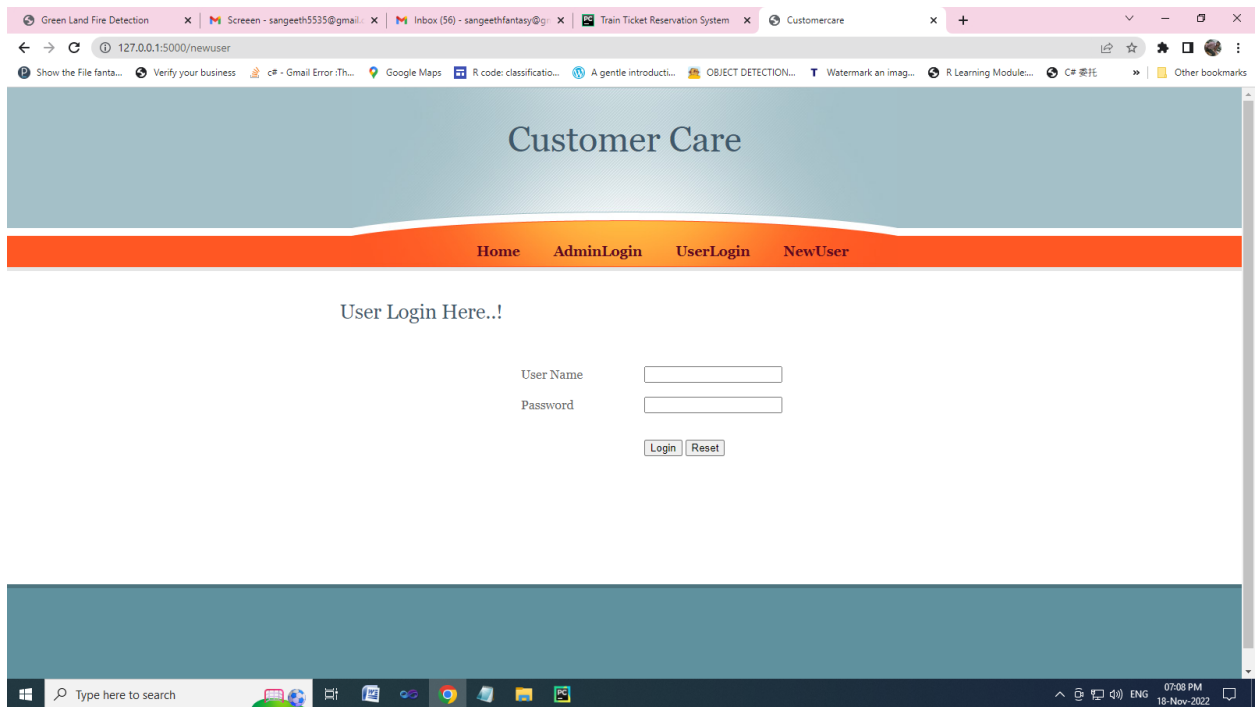 Green Land Fire Detection
Screeen - sangeeth5535@gmail.c
Inbox (56) - sangeethfantasy@gm
Train Ticket Reservation System
Customercare
127.0.0.1:5000/newuser
Show the File fanta...
Verify your business
c# - Gmail Error :Th...
Google Maps
R code: classificatio...
A gentle introducti...
OBJECT DETECTION...
Watermark an imag...
R Learning Module:...
C# 委托
»
Other bookmarks
Customer Care
Home AdminLogin UserLogin NewUser
User Login Here..!
User Name
Password
Login Reset
Type here to search
ENG
07:08 PM
18-Nov-2022